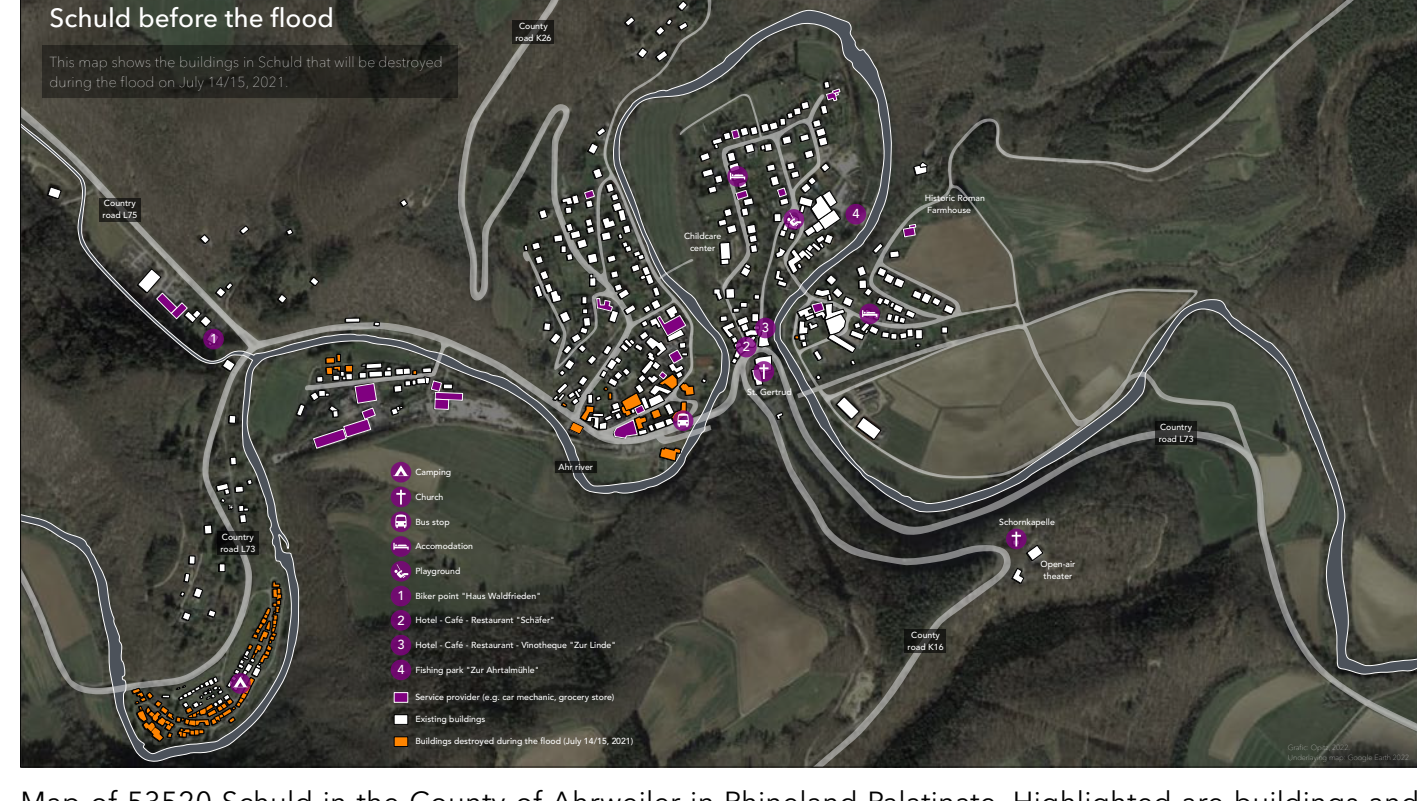 Schuld before the flood
This map shows the buildings in Schuld that will be destroyed
during the flood on July 14/15, 2021.
County
road K26
Country
road L75
Historic Roman
Farmhouse
Childcare
center
4
1
3
2
St. Gertrud
Ahr river
Country
road L73
Country
road L73
Schornkapelle
Open-air
theater
County
road K16
Camping
Church
Bus stop
Accomodation
Playground
1 Biker point "Haus Waldfrieden"
2 Hotel - Café - Restaurant "Schäfer"
3 Hotel - Café - Restaurant - Vinotheque "Zur Linde"
4 Fishing park "Zur Ahrtalmühle"
Service provider (e.g. car mechanic, grocery store)
Existing buildings
Buildings destroyed during the flood (July 14/15, 2021)
Grafic: Opitz 2022.
Underlaying map: Google Earth 2022
Map of 53520 Schuld in the County of Ahrweiler in Rhineland-Palatinate. Highlighted are buildings and